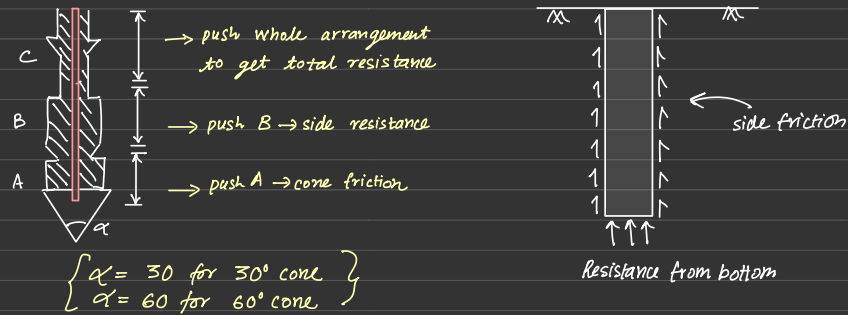 C
→ push whole arrangement
to get total resistance
B
→ push B → side resistance
A
→ push A → cone friction
α
{ α = 30 for 30° cone }
{ α = 60 for 60° cone }
side friction
Resistance from bottom